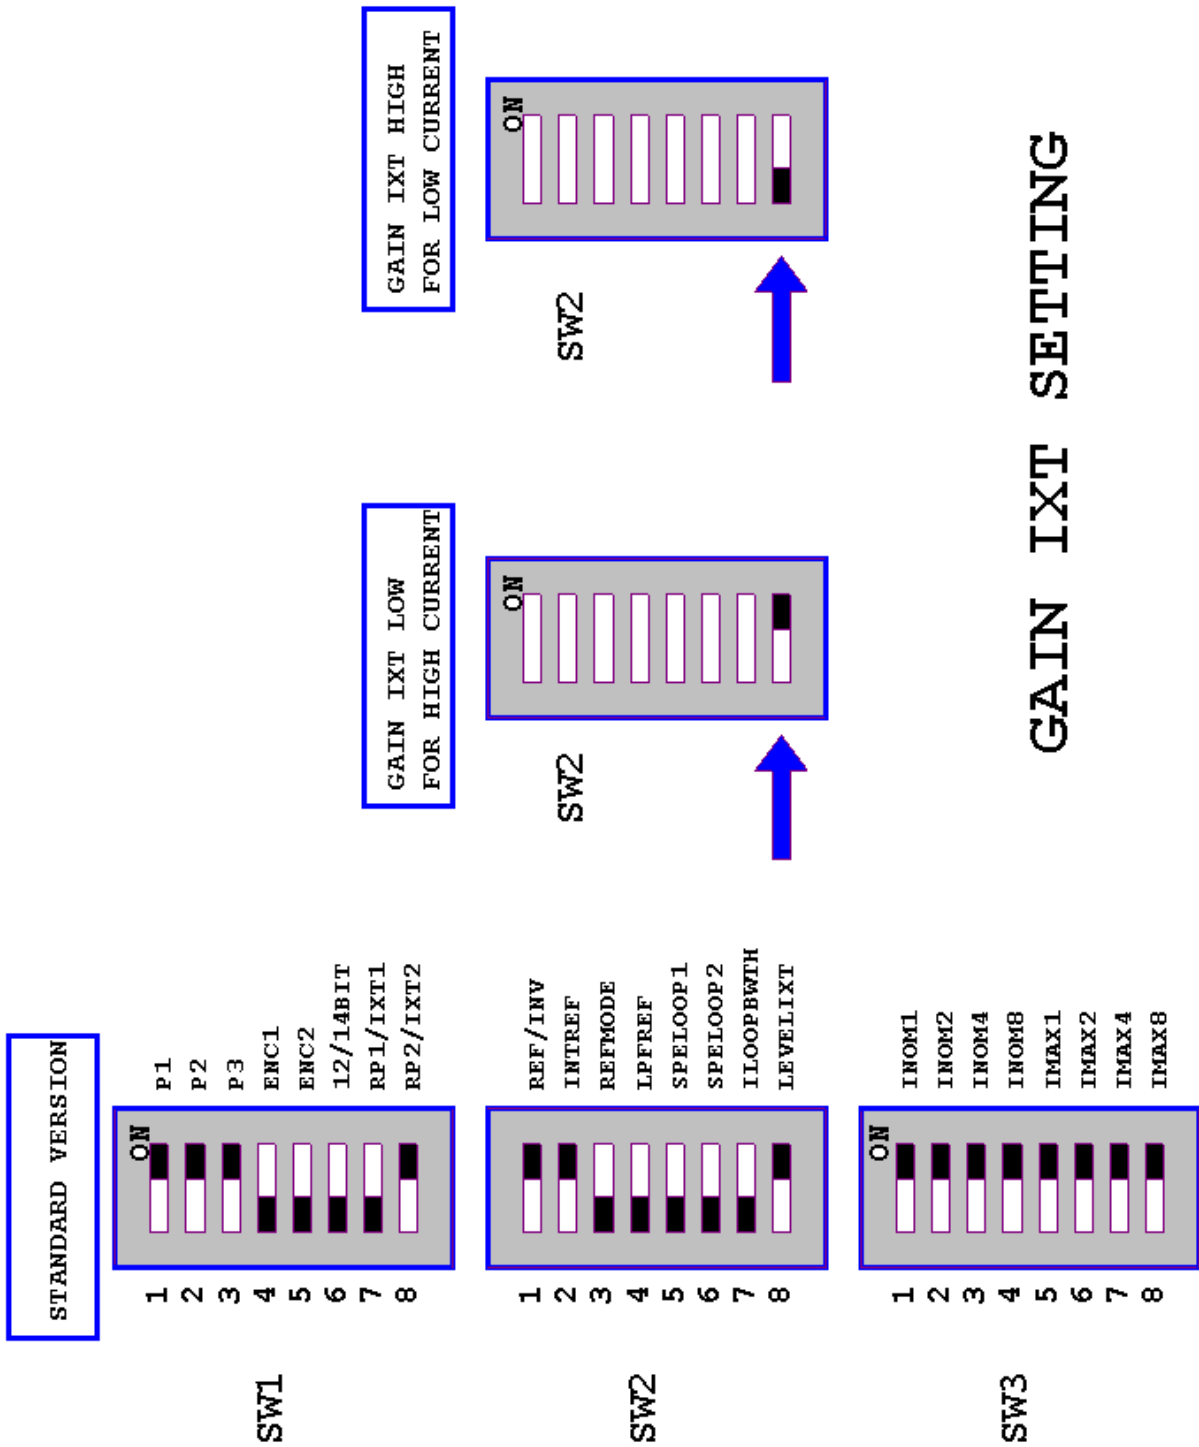 STANDARD VERSION
SW1
ON
1 P1
2 P2
3 P3
4 ENC1
5 ENC2
6 12/14BIT
7 RP1/IXT1
8 RP2/IXT2
SW2
1 REF/INV
2 INTREF
3 REFMODE
4 LPFREF
5 SPELOOP1
6 SPELOOP2
7 ILOOPBWTH
8 LEVELIXT
SW3
ON
1 INOM1
2 INOM2
3 INOM4
4 INOM8
5 IMAX1
6 IMAX2
7 IMAX4
8 IMAX8
GAIN IXT LOW
FOR HIGH CURRENT
SW2
ON
GAIN IXT HIGH
FOR LOW CURRENT
SW2
ON
GAIN IXT SETTING